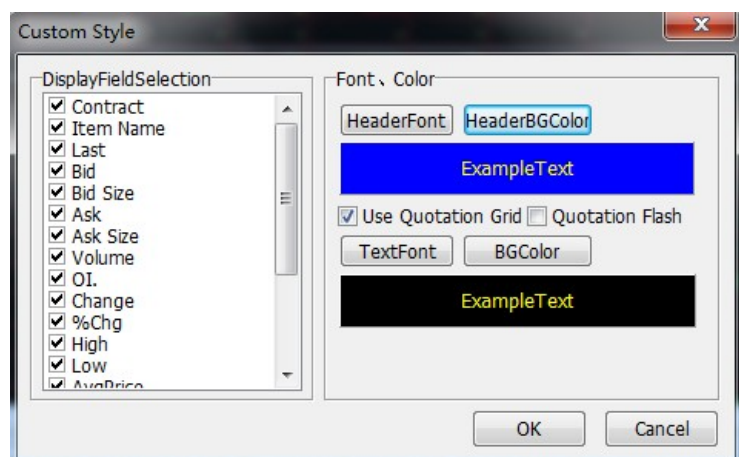 Custom Style
DisplayFieldSelection
Contract
Item Name
Last
Bid
Bid Size
Ask
Ask Size
Volume
OI.
Change
%Chg
High
Low
AvgPrice
Font、Color
HeaderFont HeaderBGColor
ExampleText
Use Quotation Grid Quotation Flash
TextFont BGColor
ExampleText
OK Cancel